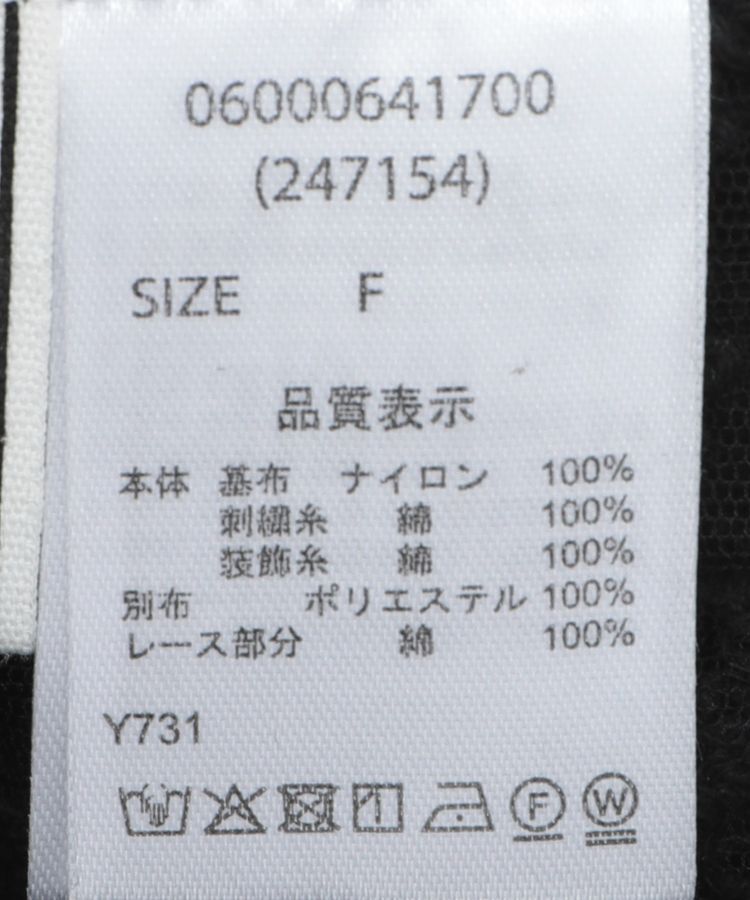 06000641700
(247154)
SIZE F
品質表示
本体 基布 ナイロン 100%
刺繍糸 綿 100%
装飾糸 綿 100%
別布 ポリエステル 100%
レース部分 綿 100%
Y731
F W